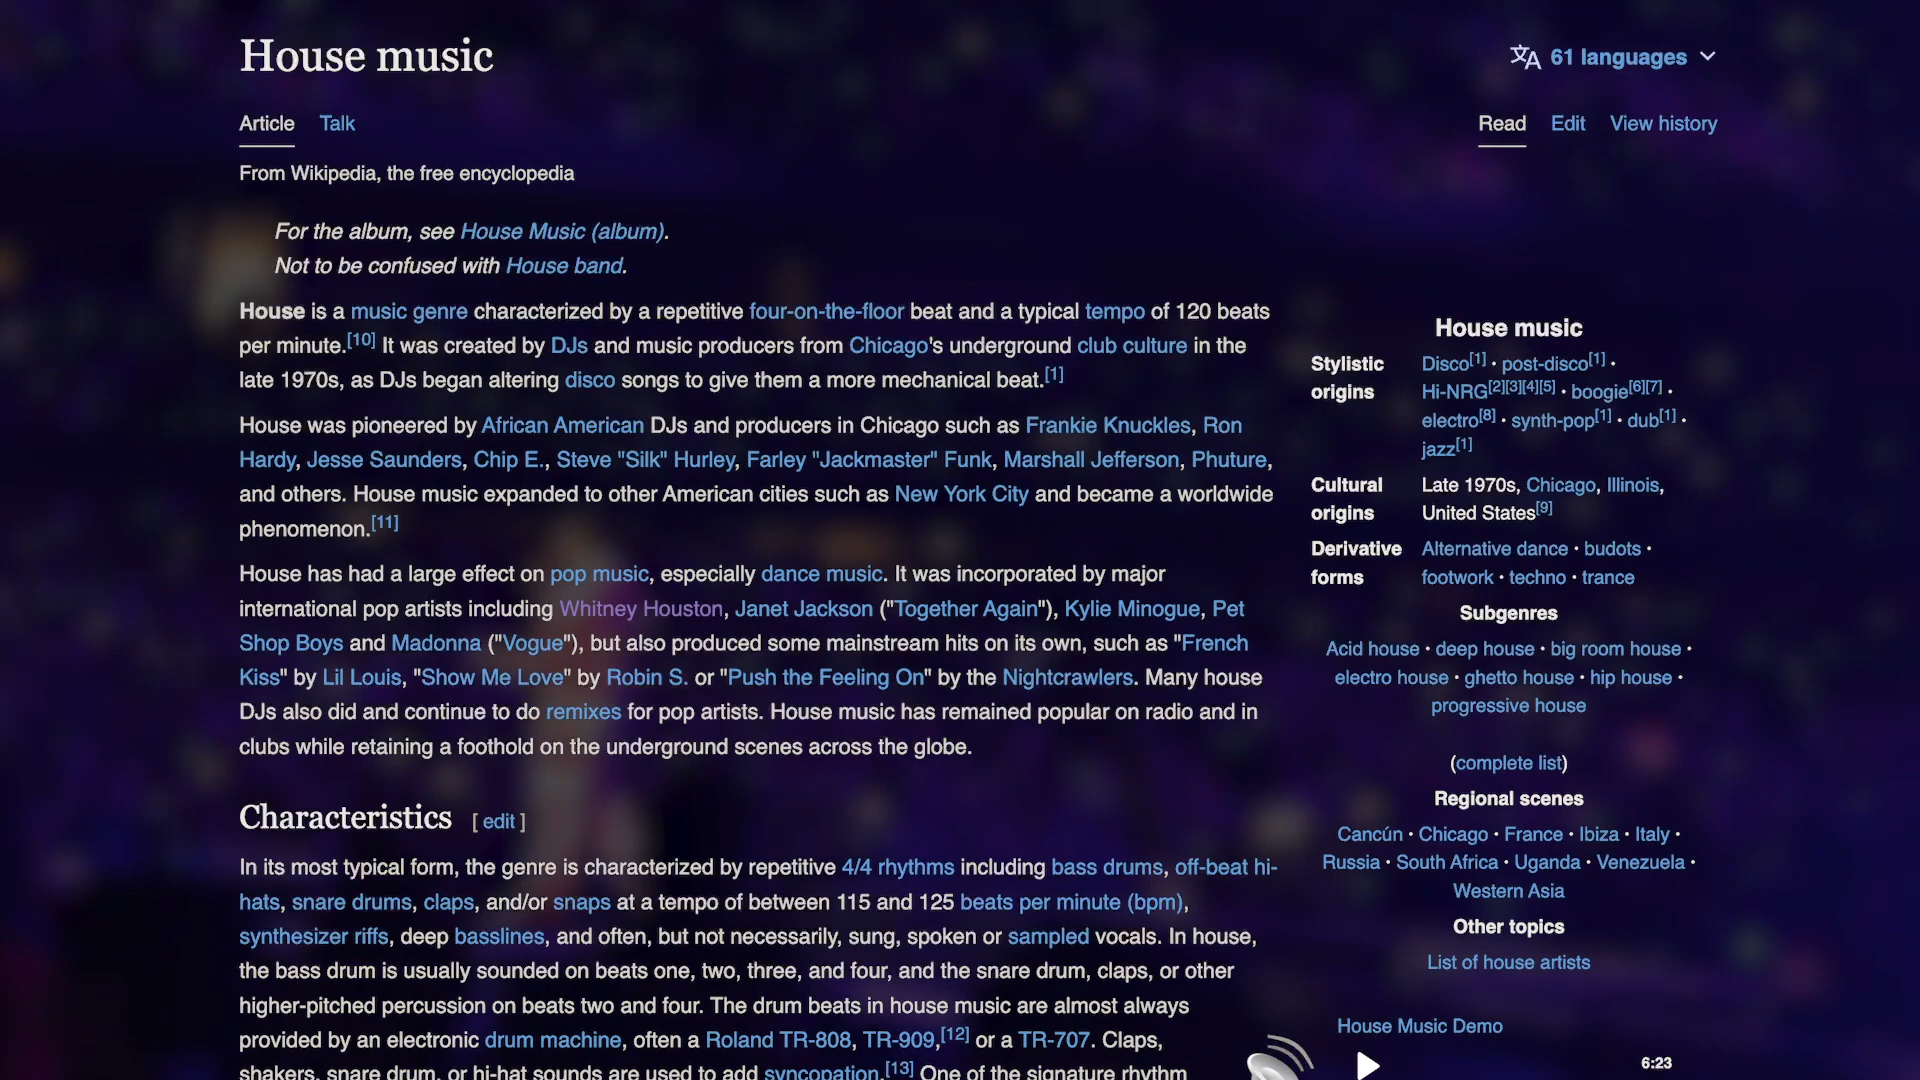 House music
61 languages
Article Talk
Read Edit View history
From Wikipedia, the free encyclopedia
For the album, see House Music (album).
Not to be confused with House band.
House is a music genre characterized by a repetitive four-on-the-floor beat and a typical tempo of 120 beats
per minute.[10] It was created by DJs and music producers from Chicago's underground club culture in the
late 1970s, as DJs began altering disco songs to give them a more mechanical beat.[1]
House was pioneered by African American DJs and producers in Chicago such as Frankie Knuckles, Ron
Hardy, Jesse Saunders, Chip E., Steve "Silk" Hurley, Farley "Jackmaster" Funk, Marshall Jefferson, Phuture,
and others. House music expanded to other American cities such as New York City and became a worldwide
phenomenon.[11]
House has had a large effect on pop music, especially dance music. It was incorporated by major
international pop artists including Whitney Houston, Janet Jackson ("Together Again"), Kylie Minogue, Pet
Shop Boys and Madonna ("Vogue"), but also produced some mainstream hits on its own, such as "French
Kiss" by Lil Louis, "Show Me Love" by Robin S. or "Push the Feeling On" by the Nightcrawlers. Many house
DJs also did and continue to do remixes for pop artists. House music has remained popular on radio and in
clubs while retaining a foothold on the underground scenes across the globe.
Characteristics [ edit ]
In its most typical form, the genre is characterized by repetitive 4/4 rhythms including bass drums, off-beat hi-
hats, snare drums, claps, and/or snaps at a tempo of between 115 and 125 beats per minute (bpm),
synthesizer riffs, deep basslines, and often, but not necessarily, sung, spoken or sampled vocals. In house,
the bass drum is usually sounded on beats one, two, three, and four, and the snare drum, claps, or other
higher-pitched percussion on beats two and four. The drum beats in house music are almost always
provided by an electronic drum machine, often a Roland TR-808, TR-909,[12] or a TR-707. Claps,
shakers, snare drum, or hi-hat sounds are used to add syncopation.[13] One of the signature rhythm
House music
Stylistic origins
Disco[1] • post-disco[1] •
Hi-NRG[2][3][4][5] • boogie[6][7] •
electro[8] • synth-pop[1] • dub[1] •
jazz[1]
Cultural origins
Late 1970s, Chicago, Illinois,
United States[9]
Derivative forms
Alternative dance • budots •
footwork • techno • trance
Subgenres
Acid house • deep house • big room house •
electro house • ghetto house • hip house •
progressive house
(complete list)
Regional scenes
Cancún • Chicago • France • Ibiza • Italy •
Russia • South Africa • Uganda • Venezuela •
Western Asia
Other topics
List of house artists
House Music Demo
6:23